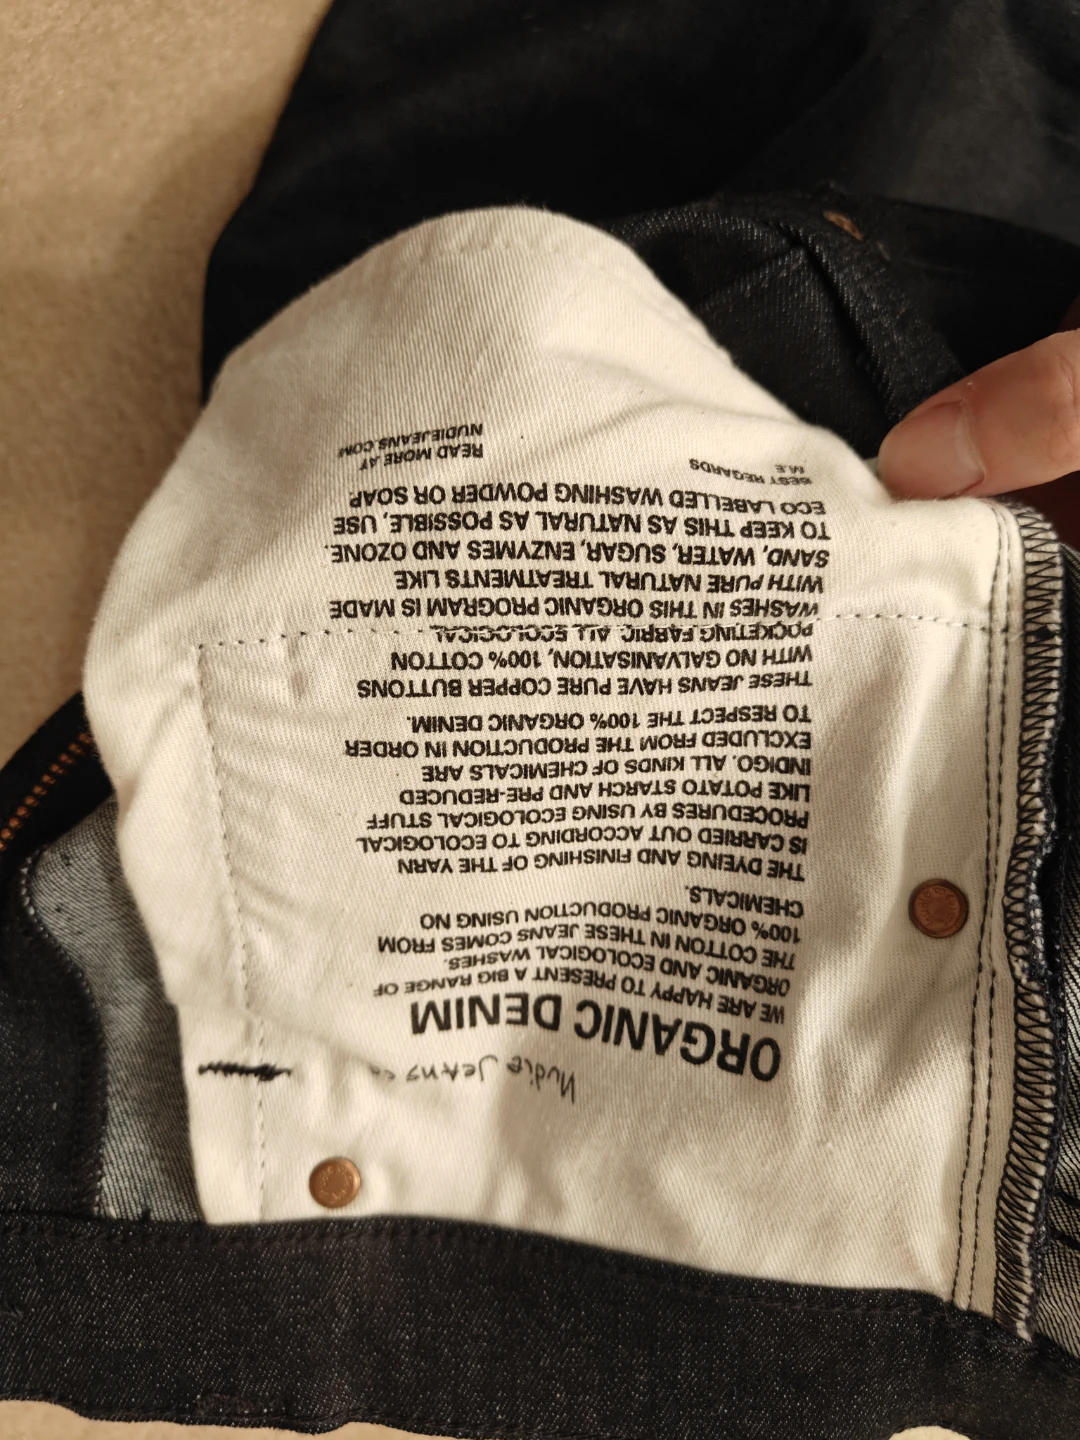 Nudie Jeans co
ORGANIC DENIM
WE ARE HAPPY TO PRESENT A BIG RANGE OF
ORGANIC AND ECOLOGICAL WASHES.
THE COTTON IN THESE JEANS COMES FROM
100% ORGANIC PRODUCTION USING NO
CHEMICALS.
THE DYEING AND FINISHING OF THE YARN
IS CARRIED OUT ACCORDING TO ECOLOGICAL
PROCEDURES BY USING ECOLOGICAL STUFF
LIKE POTATO STARCH AND PRE-REDUCED
INDIGO. ALL KINDS OF CHEMICALS ARE
EXCLUDED FROM THE PRODUCTION IN ORDER
TO RESPECT THE 100% ORGANIC DENIM.
THESE JEANS HAVE PURE COPPER BUTTONS
WITH NO GALVANISATION, 100% COTTON
POCKETING FABRIC. ALL ECOLOGICAL
WASHES IN THIS ORGANIC PROGRAM IS MADE
WITH PURE NATURAL TREATMENTS LIKE
SAND, WATER, SUGAR, ENZYMES AND OZONE.
TO KEEP THIS AS NATURAL AS POSSIBLE, USE
ECO LABELLED WASHING POWDER OR SOAP
BEST REGARDS
M.E.
READ MORE AT
NUDIEJEANS.COM